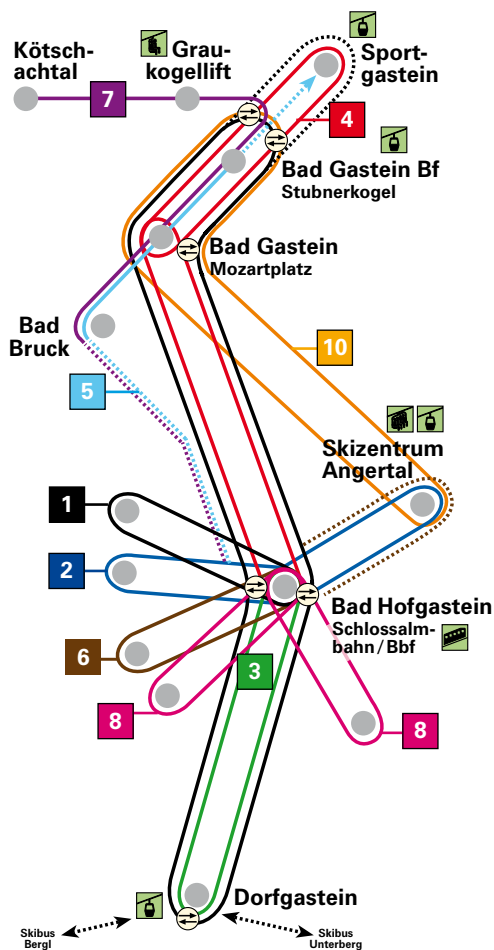 Kötsch-
achtal
Grau-
kogellift
Sport-
gastein
7
4
Bad Gastein Bf
Stubnerkogel
Bad Gastein
Mozartplatz
Bad
Bruck
10
5
Skizentrum
Angertal
1
2
Bad Hofgastein
Schlossalm-
bahn / Bbf
6
3
8
8
Dorfgastein
Skibus
Bergl
Skibus
Unterberg